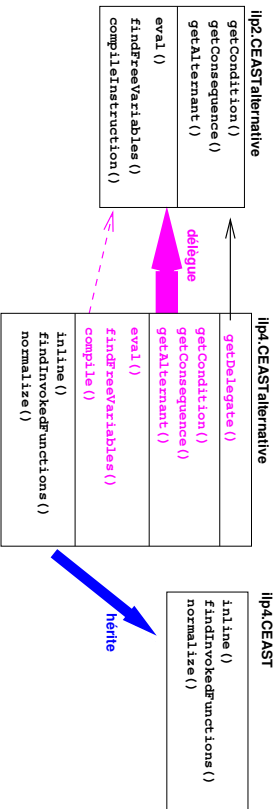 ilp2.CEASTalternative
getCondition()
getConsequence()
getAlternant()
eval()
findFreeVariables()
compileInstruction()
délègue
ilp4.CEASTalternative
getDelegate()
getCondition()
getConsequence()
getAlternant()
eval()
findFreeVariables()
compile()
inline()
findInvokedFunctions()
normalize()
hérite
ilp4.CEAST
inline()
findInvokedFunctions()
normalize()